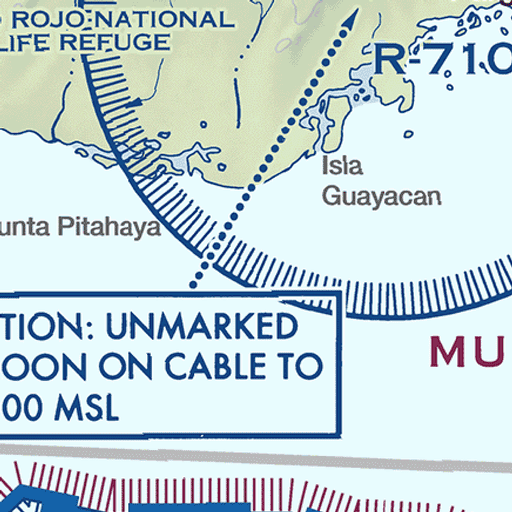 ROJO NATIONAL
LIFE REFUGE
R-710
Isla
Guayacan
unta Pitahaya
TION: UNMARKED
OON ON CABLE TO
00 MSL
MU